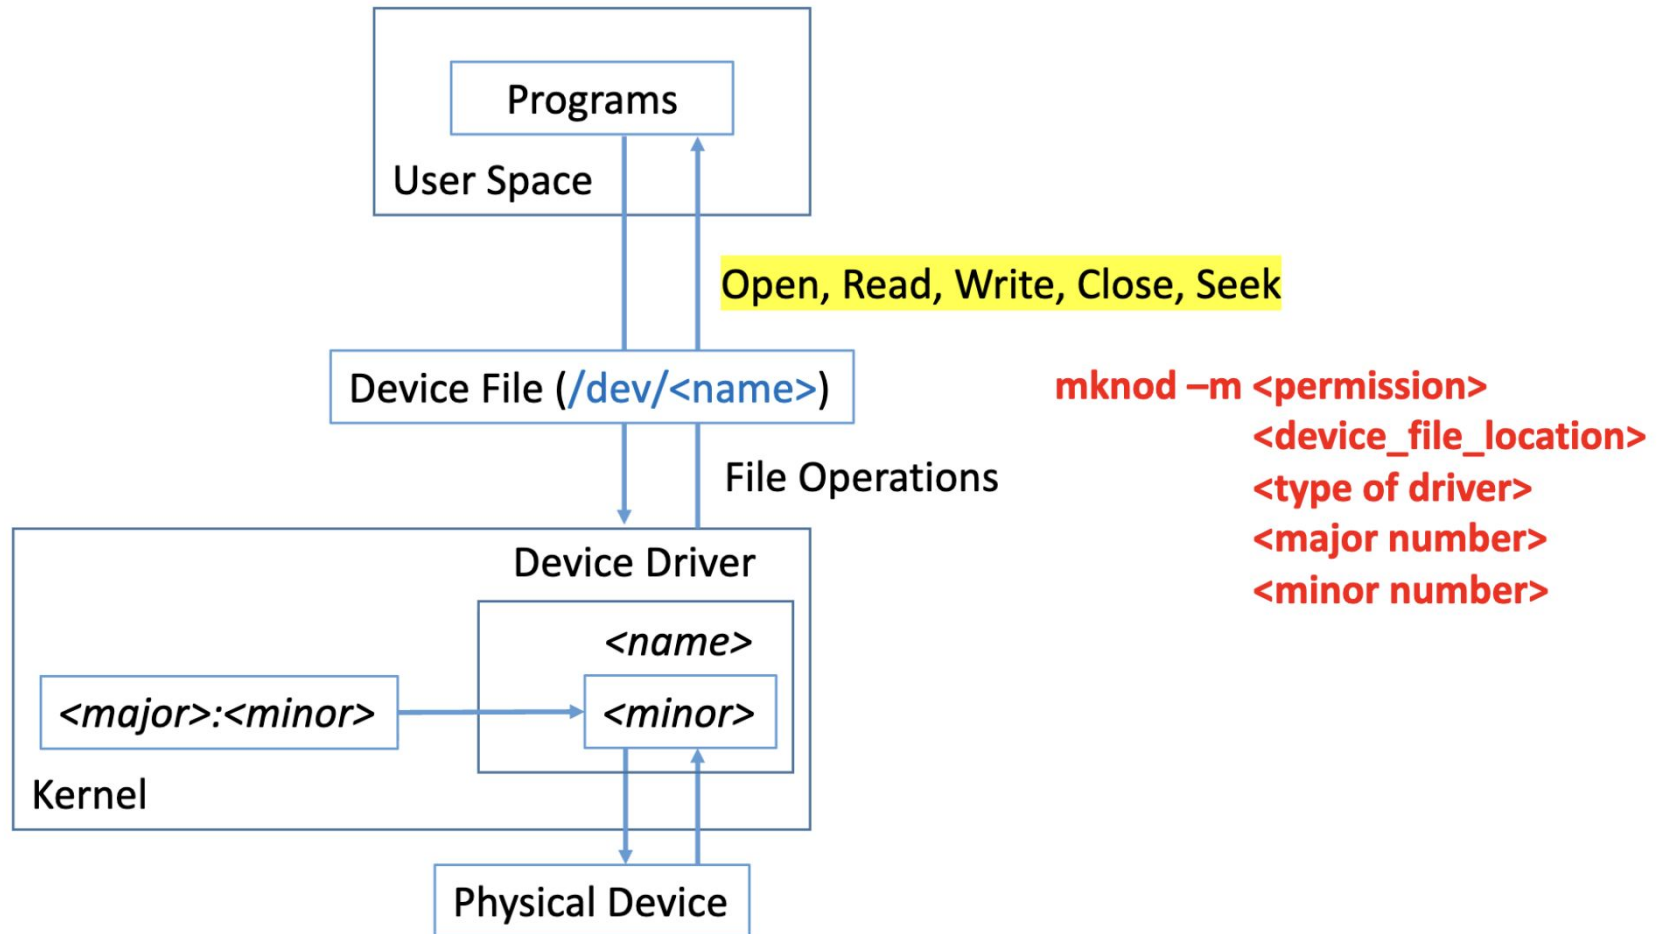 Programs
User Space
Open, Read, Write, Close, Seek
Device File (/dev/<name>)
mknod –m <permission>
<device_file_location>
<type of driver>
<major number>
<minor number>
File Operations
Device Driver
<name>
<major>:<minor>
<minor>
Kernel
Physical Device